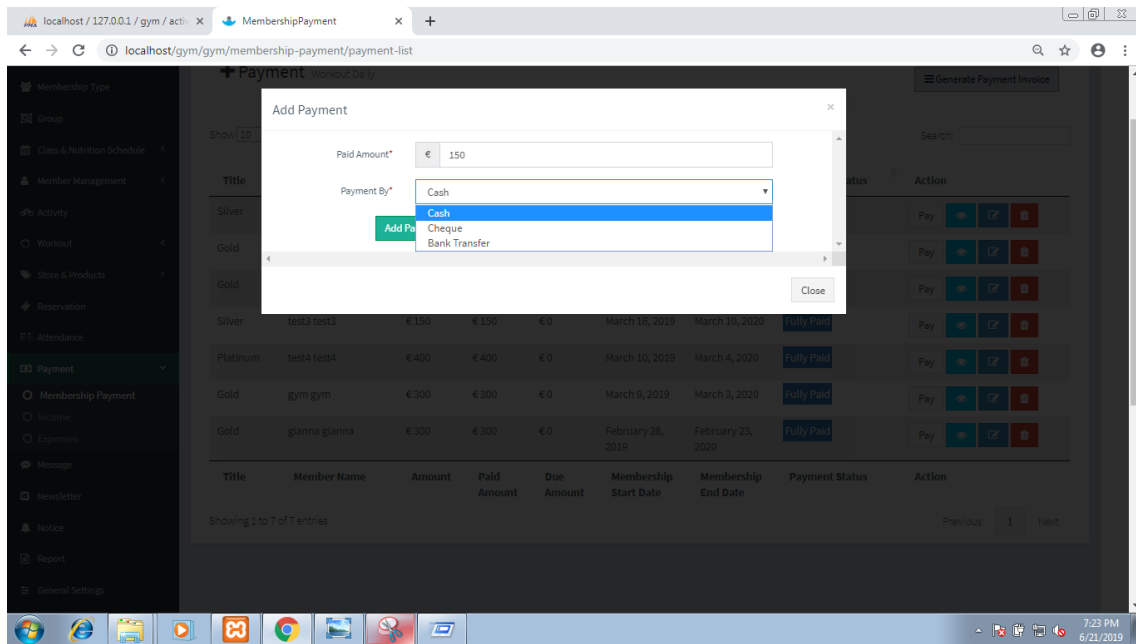 localhost / 127.0.0.1 / gym / activ
MembershipPayment
localhost/gym/gym/membership-payment/payment-list
Membership Type
Group
Class & Nutrition Schedule
Member Management
Activity
Workout
Store & Products
Reservation
Attendance
Payment
Membership Payment
Income
Expenses
Message
Newsletter
Notice
Report
General Settings
Payment Workout Daily
Generate Payment Invoice
Show 10
Search:
Add Payment ×
Paid Amount* € 150
Payment By* Cash
Cash
Cheque
Bank Transfer
Add Pa
Close
Title atus Action
Silver Pay
Gold Pay
Gold Pay
Silver test3 test3 € 150 € 150 € 0 March 16, 2019 March 10, 2020 Fully Paid Pay
Platinum test4 test4 € 400 € 400 € 0 March 10, 2019 March 4, 2020 Fully Paid Pay
Gold gym gym € 300 € 300 € 0 March 9, 2019 March 3, 2020 Fully Paid Pay
Gold gianna gianna € 300 € 300 € 0 February 28, 2019 February 23, 2020 Fully Paid Pay
Title Member Name Amount Paid Amount Due Amount Membership Start Date Membership End Date Payment Status Action
Showing 1 to 7 of 7 entries
Previous 1 Next
7:23 PM
6/21/2019